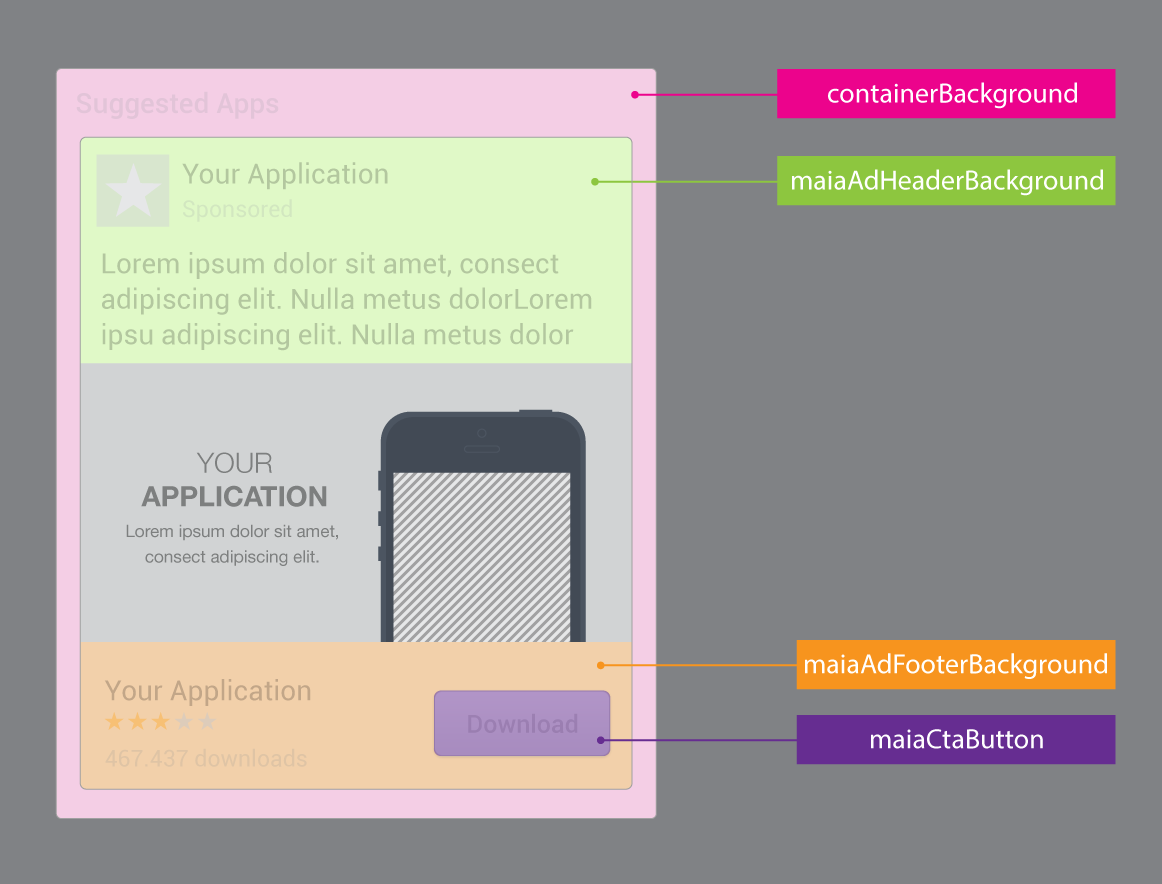 Suggested Apps
containerBackground
Your Application
Sponsored
maiaAdHeaderBackground
Lorem ipsum dolor sit amet, consect
adipiscing elit. Nulla metus dolorLorem
ipsu adipiscing elit. Nulla metus dolor
YOUR
APPLICATION
Lorem ipsum dolor sit amet,
consect adipiscing elit.
maiaAdFooterBackground
Your Application
467.437 downloads
Download
maiaCtaButton